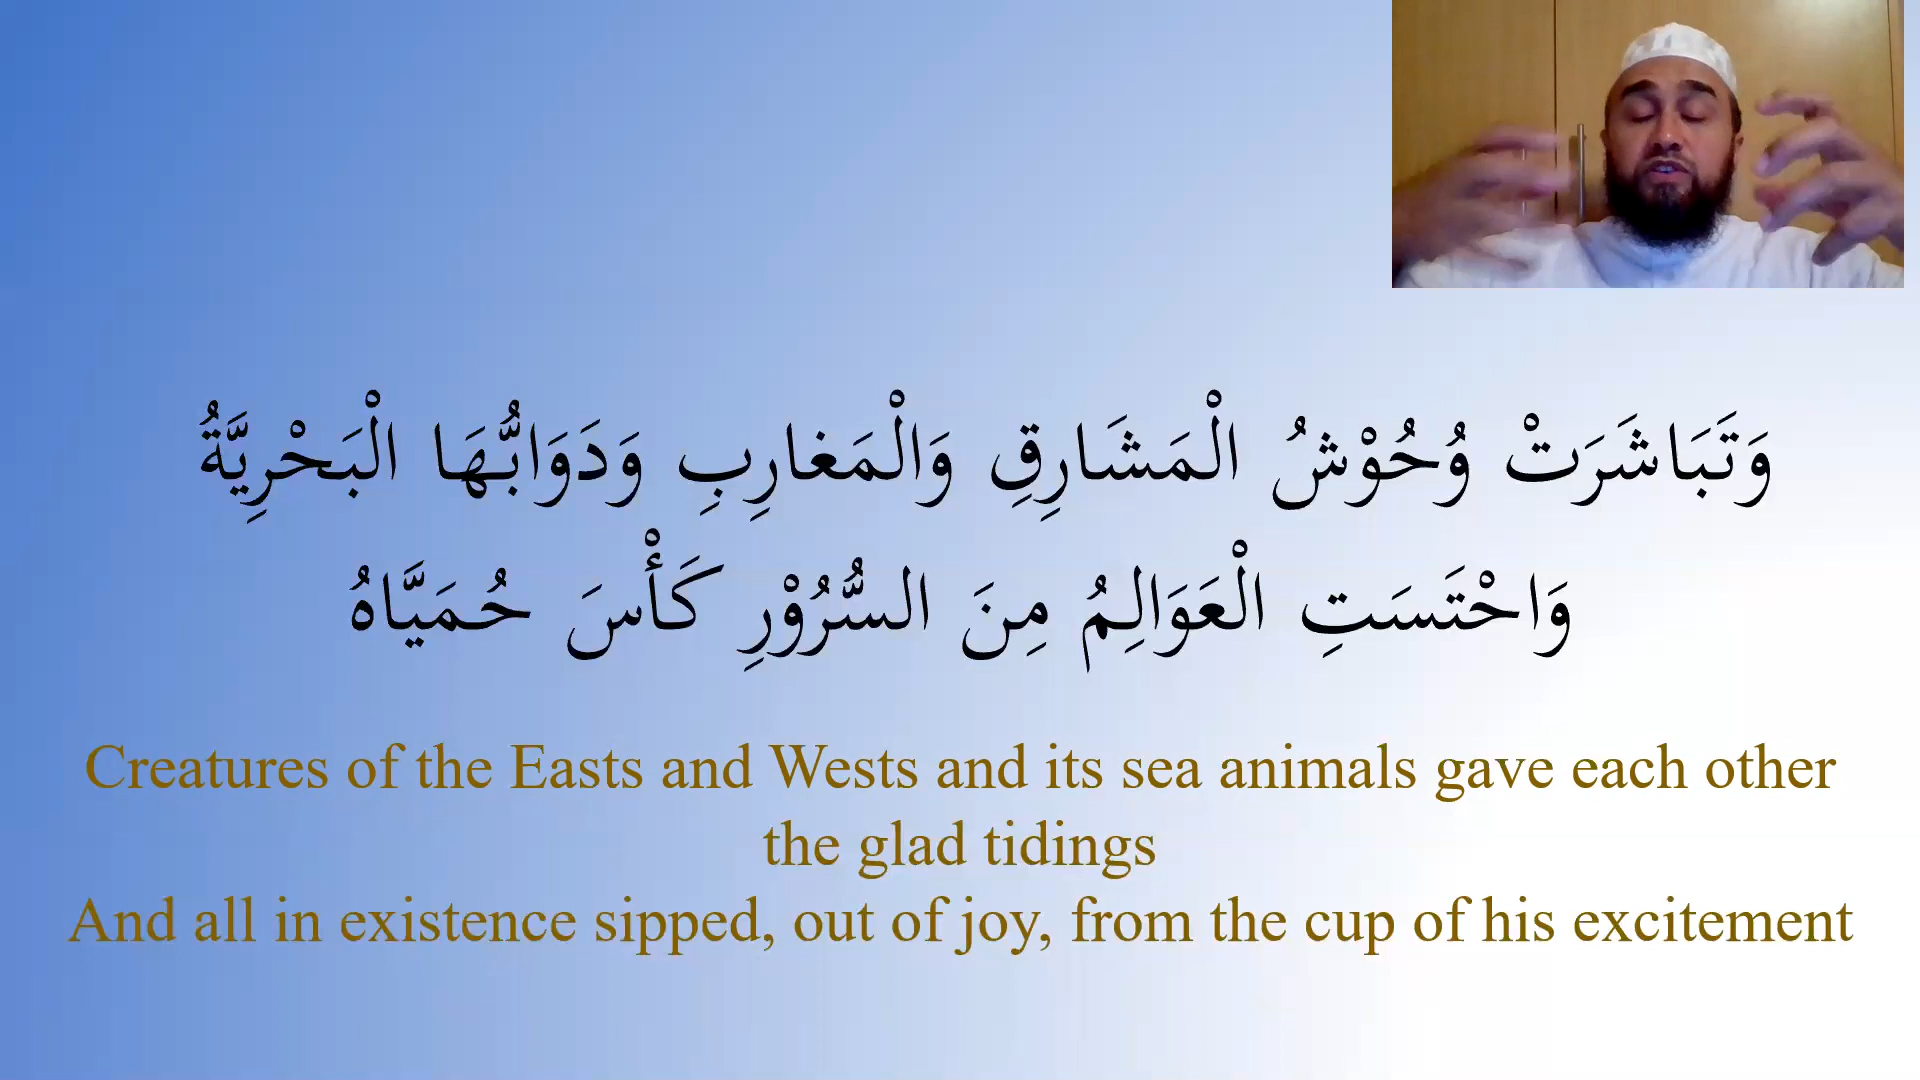 وَتَبَاشَرَتْ وُحُوْشُ الْمَشَارِقِ وَالْمَغارِبِ وَدَوَابُّهَا الْبَحْرِيَّةُ
وَاحْتَسَتِ الْعَوَالِمُ مِنَ السُّرُوْرِ كَأْسَ حُمَيَّاهُ
Creatures of the Easts and Wests and its sea animals gave each other
the glad tidings
And all in existence sipped, out of joy, from the cup of his excitement